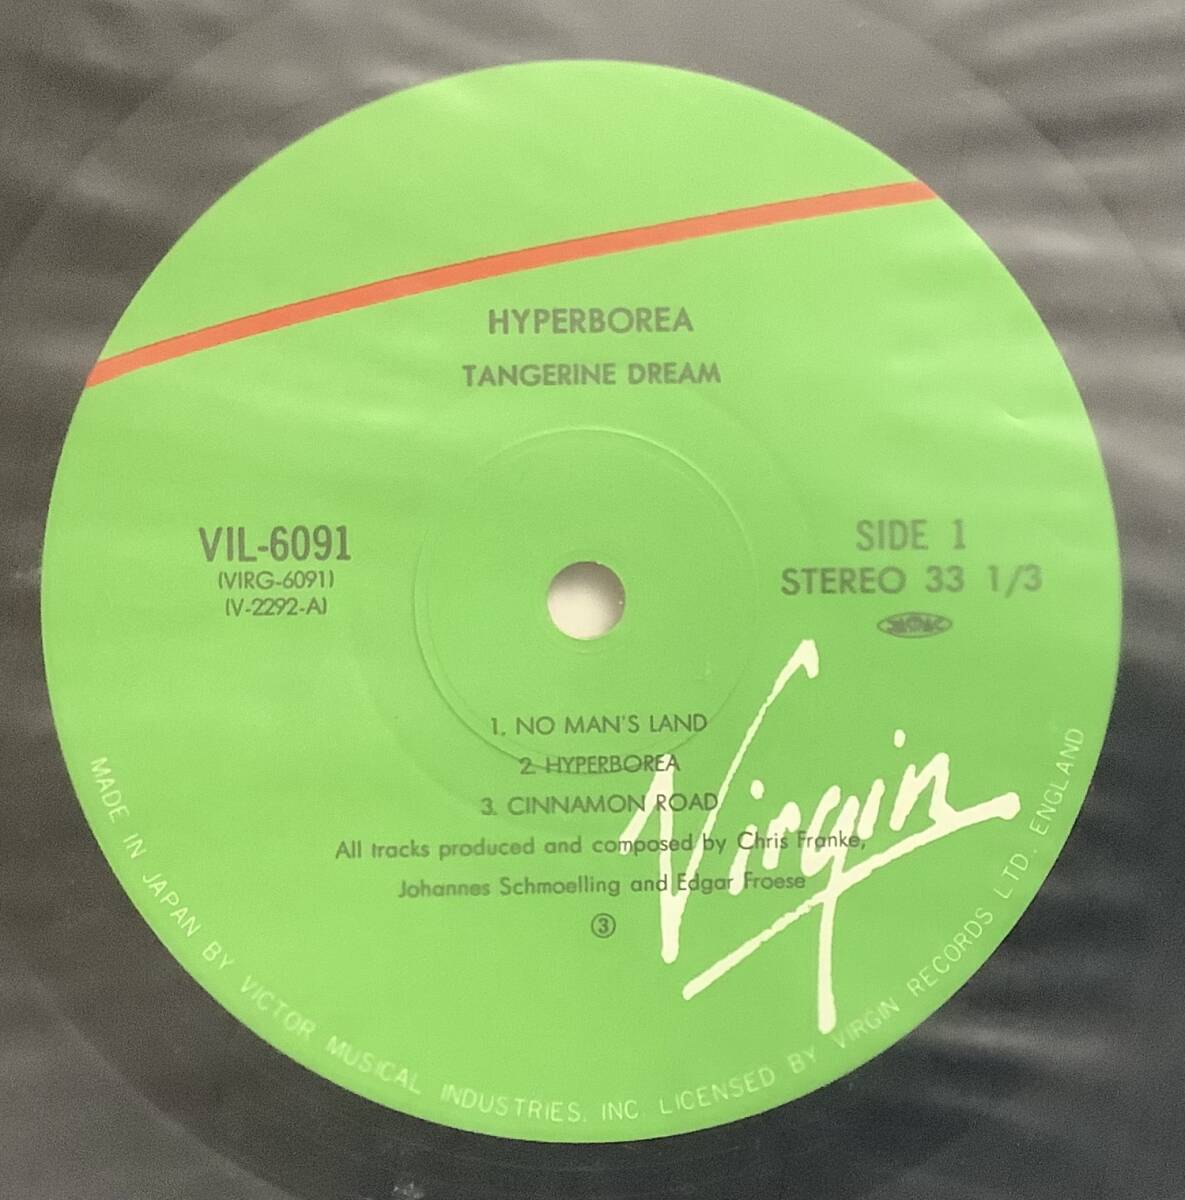 HYPERBOREA
TANGERINE DREAM
VIL-6091
(VIRG-6091)
(V-2292-A)
SIDE 1
STEREO 33 1/3
1. NO MAN'S LAND
2. HYPERBOREA
3. CINNAMON ROAD
All tracks produced and composed by Chris Franke,
Johannes Schmoelling and Edgar Froese
③
Virgin
MADE IN JAPAN BY VICTOR MUSICAL INDUSTRIES, INC. LICENSED BY VIRGIN RECORDS LTD., ENGLAND